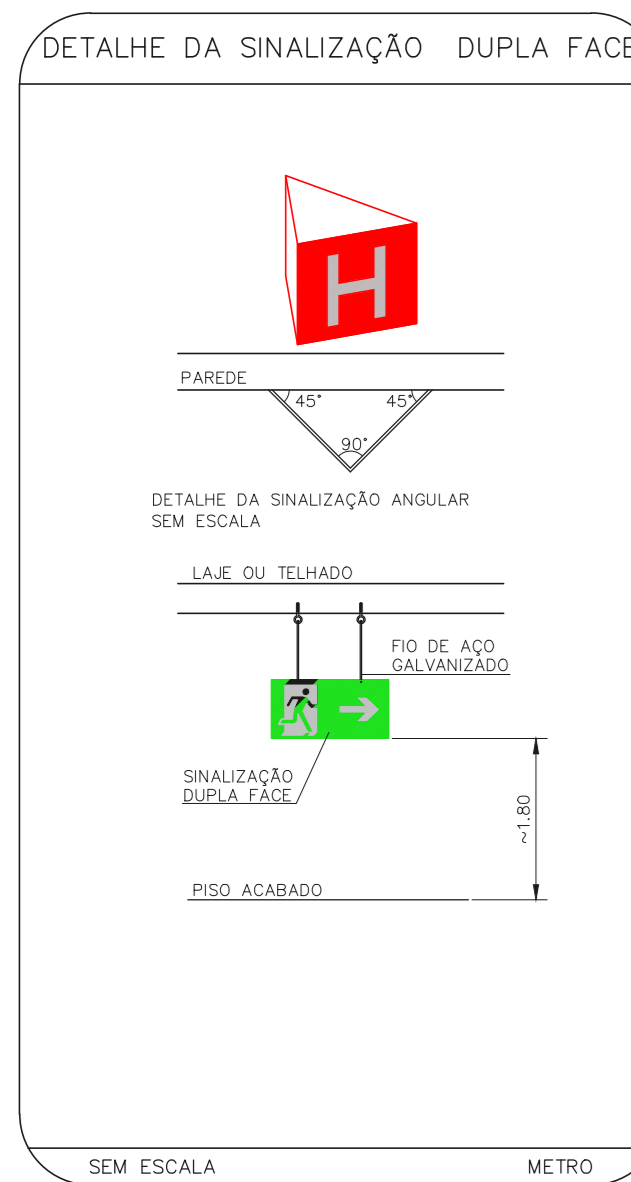 DETALHE DA SINALIZAÇÃO DUPLA FACE
H
PAREDE
45° 45°
90°
DETALHE DA SINALIZAÇÃO ANGULAR
SEM ESCALA
LAJE OU TELHADO
FIO DE AÇO
GALVANIZADO
SINALIZAÇÃO
DUPLA FACE
~1.80
PISO ACABADO
SEM ESCALA METRO